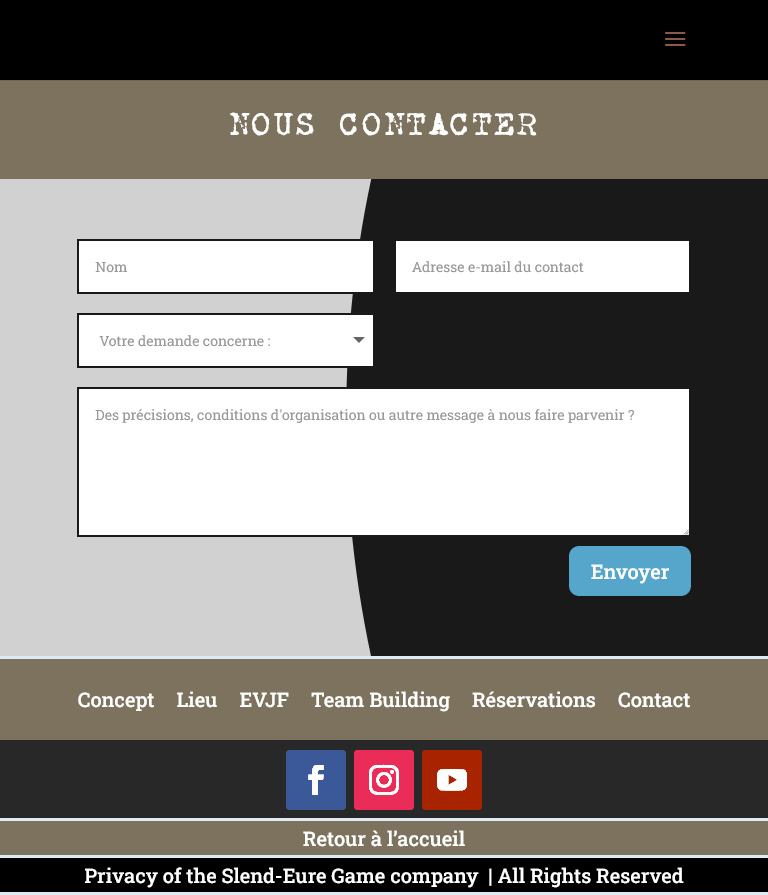 NOUS CONTACTER
Nom
Adresse e-mail du contact
Votre demande concerne :
Des précisions, conditions d'organisation ou autre message à nous faire parvenir ?
Envoyer
Concept Lieu EVJF Team Building Réservations Contact
Retour à l’accueil
Privacy of the Slend-Eure Game company | All Rights Reserved